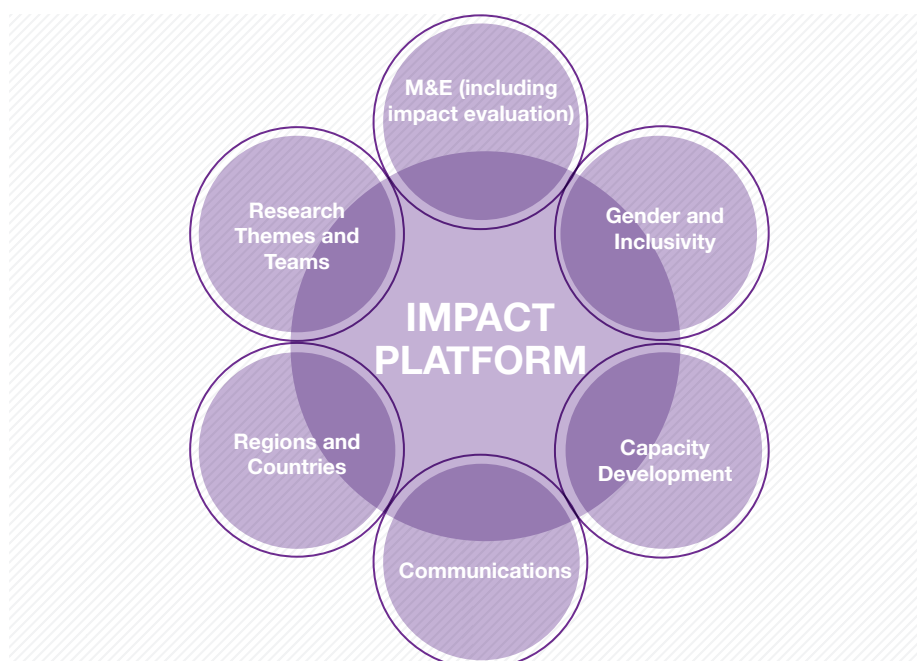 M&E (including
impact evaluation)
Research
Themes and
Teams
Gender and
Inclusivity
IMPACT
PLATFORM
Regions and
Countries
Capacity
Development
Communications